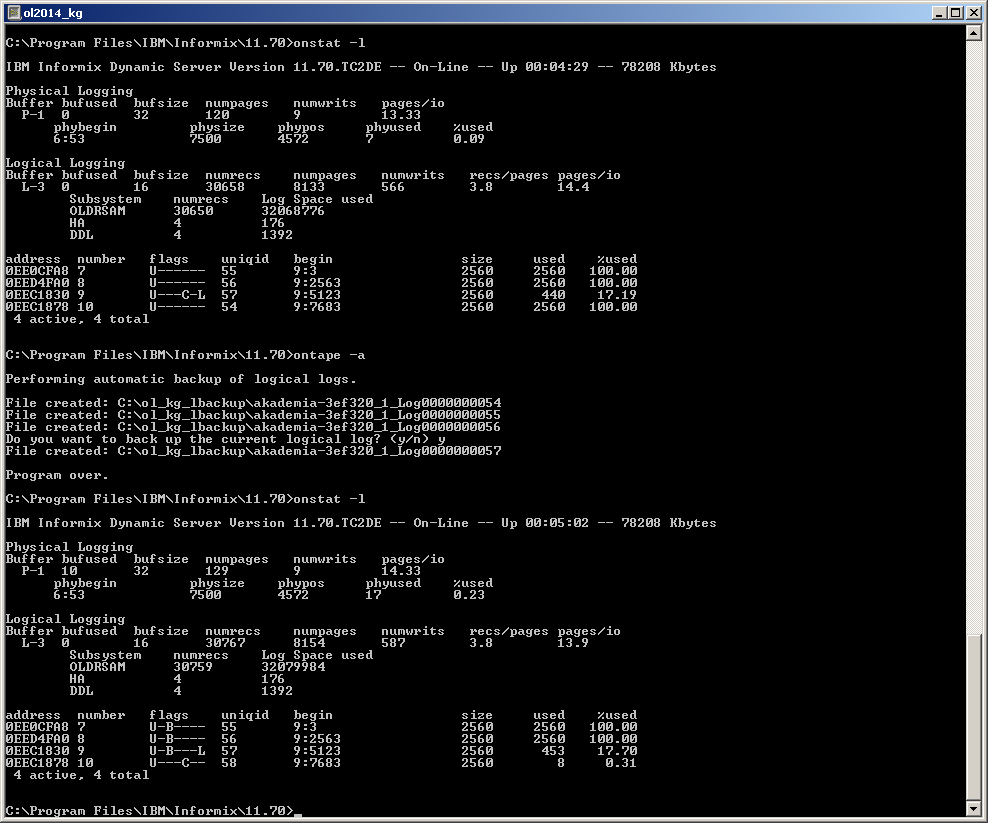 ol2014_kg
C:\Program Files\IBM\Informix\11.70>onstat -l
IBM Informix Dynamic Server Version 11.70.TC2DE -- On-Line -- Up 00:04:29 -- 78208 Kbytes
Physical Logging
Buffer bufused  bufsize  numpages   numwrits   pages/io
  P-1  0        32       120        9          13.33
      phybegin         physize    phypos     phyused    %used
      6:53             7500       4572       7          0.09
Logical Logging
Buffer bufused  bufsize  numrecs    numpages   numwrits   recs/pages pages/io
  L-3  0        16       30658      8133       566        3.8        14.4
        Subsystem    numrecs    Log Space used
        OLDRSAM      30650      32068776
        HA           4          176
        DDL          4          1392
address  number   flags    uniqid   begin                size     used    %used
0EE0CFA8 7        U------  55       9:3                  2560     2560   100.00
0EED4FA0 8        U------  56       9:2563               2560     2560   100.00
0EEC1830 9        U---C-L  57       9:5123               2560      440    17.19
0EEC1878 10       U------  54       9:7683               2560     2560   100.00
 4 active, 4 total
C:\Program Files\IBM\Informix\11.70>ontape -a
Performing automatic backup of logical logs.
File created: C:\ol_kg_lbackup\akademia-3ef320_1_Log0000000054
File created: C:\ol_kg_lbackup\akademia-3ef320_1_Log0000000055
File created: C:\ol_kg_lbackup\akademia-3ef320_1_Log0000000056
Do you want to back up the current logical log? (y/n) y
File created: C:\ol_kg_lbackup\akademia-3ef320_1_Log0000000057
Program over.
C:\Program Files\IBM\Informix\11.70>onstat -l
IBM Informix Dynamic Server Version 11.70.TC2DE -- On-Line -- Up 00:05:02 -- 78208 Kbytes
Physical Logging
Buffer bufused  bufsize  numpages   numwrits   pages/io
  P-1  10       32       129        9          14.33
      phybegin         physize    phypos     phyused    %used
      6:53             7500       4572       17         0.23
Logical Logging
Buffer bufused  bufsize  numrecs    numpages   numwrits   recs/pages pages/io
  L-3  0        16       30767      8154       587        3.8        13.9
        Subsystem    numrecs    Log Space used
        OLDRSAM      30759      32079984
        HA           4          176
        DDL          4          1392
address  number   flags    uniqid   begin                size     used    %used
0EE0CFA8 7        U-B----  55       9:3                  2560     2560   100.00
0EED4FA0 8        U-B----  56       9:2563               2560     2560   100.00
0EEC1830 9        U-B---L  57       9:5123               2560      453    17.70
0EEC1878 10       U---C--  58       9:7683               2560        8     0.31
 4 active, 4 total
C:\Program Files\IBM\Informix\11.70>